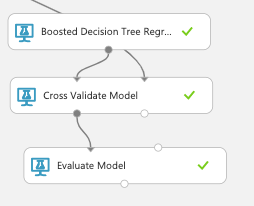 Boosted Decision Tree Regr...
Cross Validate Model
Evaluate Model